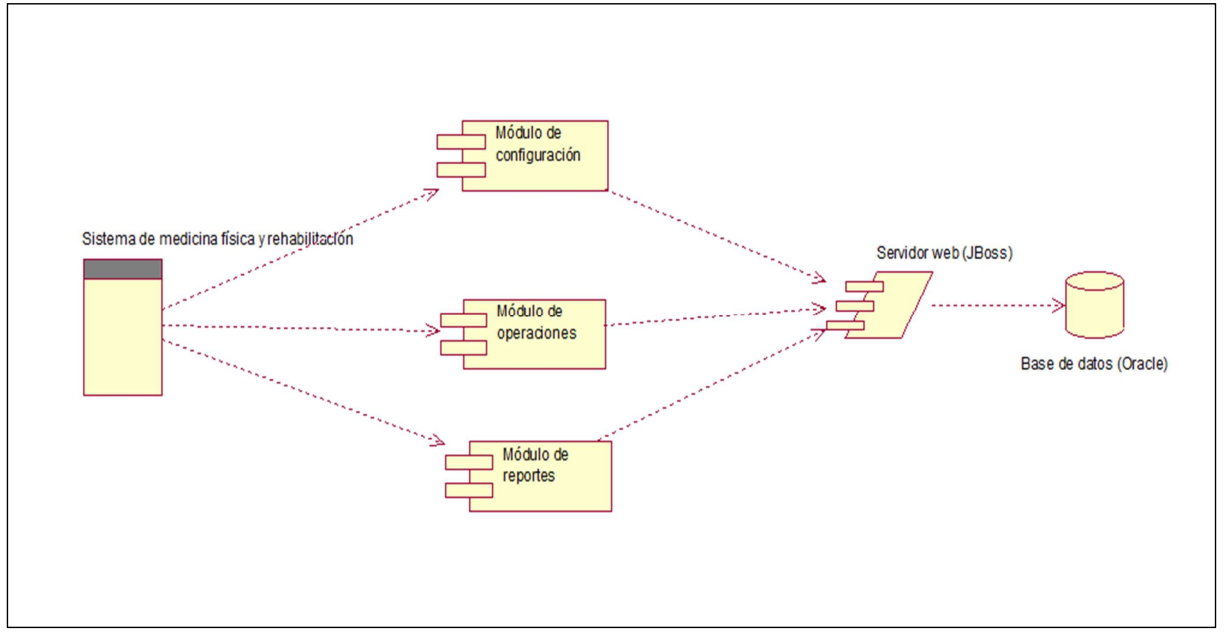 Módulo de
configuración
Sistema de medicina física y rehabilitación
Servidor web (JBoss)
Módulo de
operaciones
Base de datos (Oracle)
Módulo de
reportes